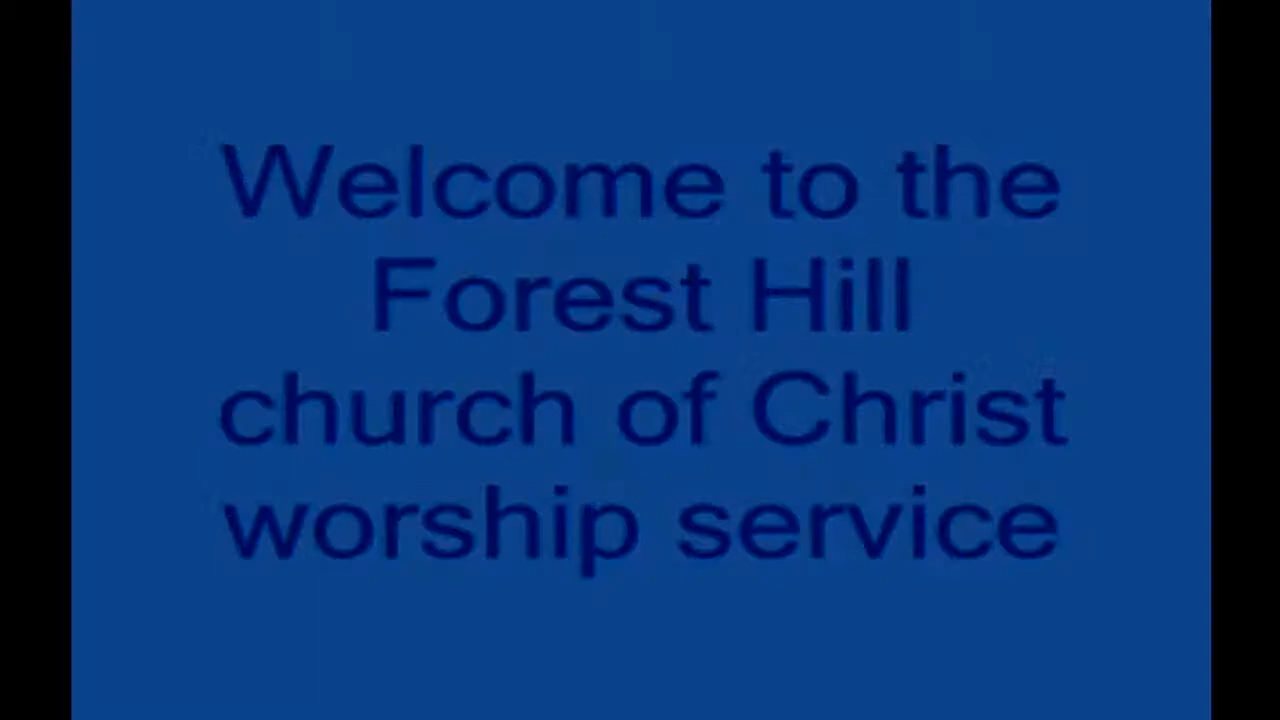 Welcome to the
Forest Hill
church of Christ
worship service